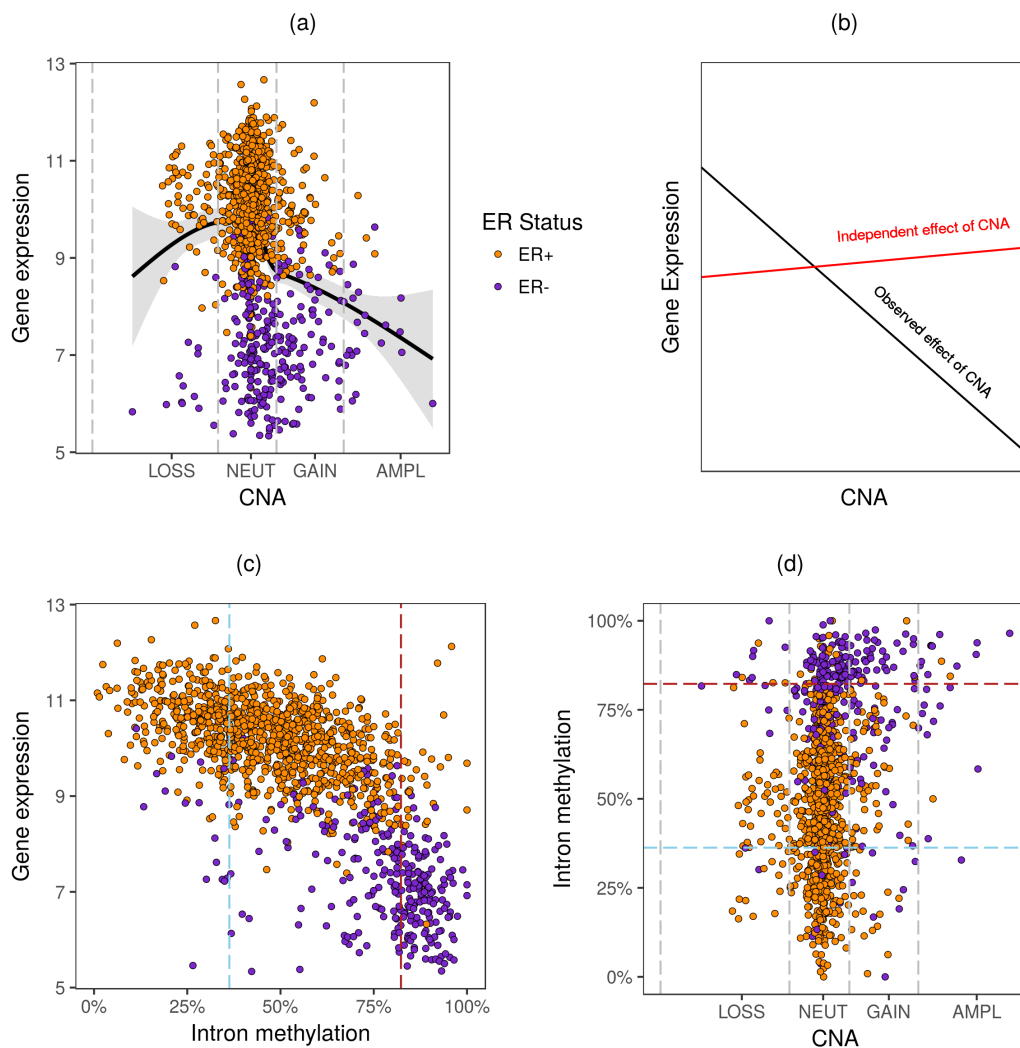 (a)
13
11
9
7
5
Gene expression
LOSS NEUT GAIN AMPL
CNA
ER Status
ER+
ER-
(b)
Gene Expression
Independent effect of CNA
Observed effect of CNA
CNA
(c)
13
11
9
7
5
Gene expression
0% 25% 50% 75% 100%
Intron methylation
(d)
100%
75%
50%
25%
0%
Intron methylation
LOSS NEUT GAIN AMPL
CNA